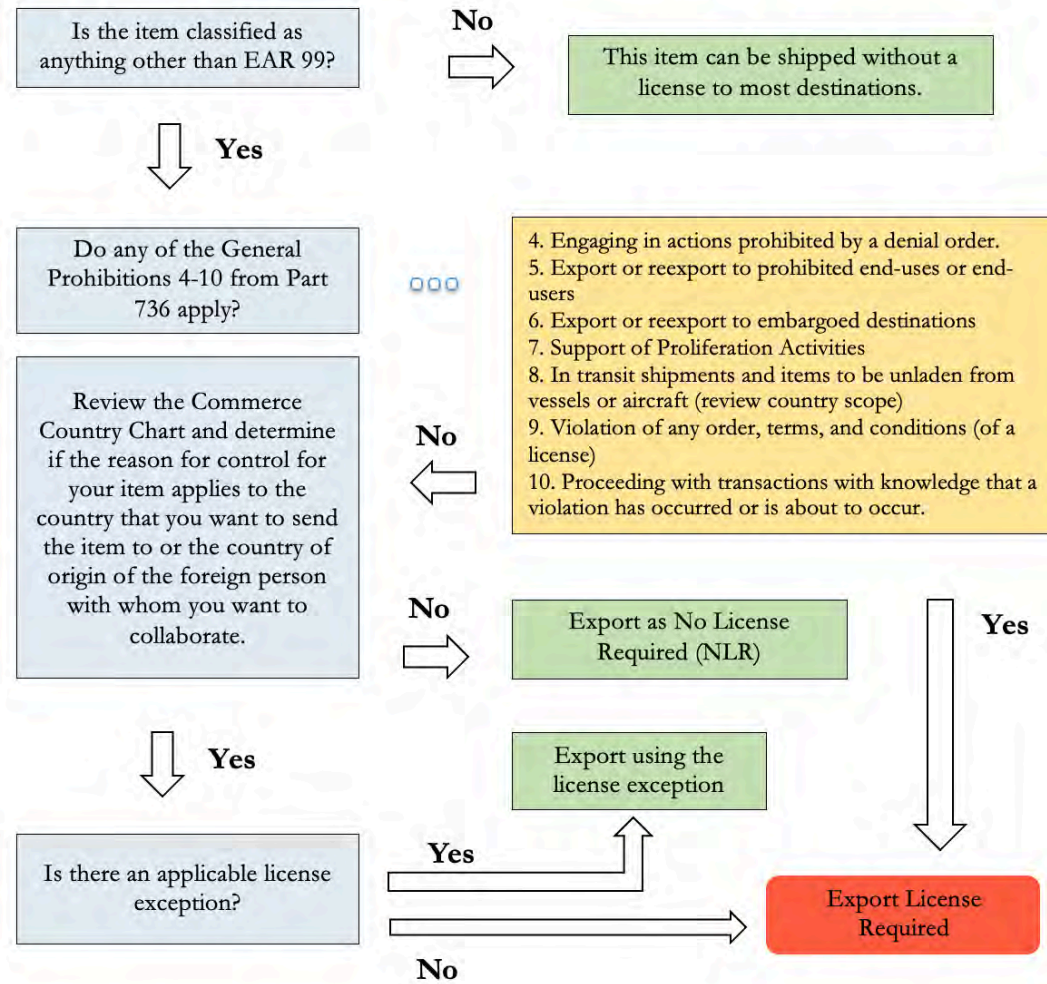 Is the item classified as
anything other than EAR 99?
No
This item can be shipped without a
license to most destinations.
Yes
Do any of the General
Prohibitions 4-10 from Part
736 apply?
4. Engaging in actions prohibited by a denial order.
5. Export or reexport to prohibited end-uses or end-
users
6. Export or reexport to embargoed destinations
7. Support of Proliferation Activities
8. In transit shipments and items to be unladen from
vessels or aircraft (review country scope)
9. Violation of any order, terms, and conditions (of a
license)
10. Proceeding with transactions with knowledge that a
violation has occurred or is about to occur.
No
Review the Commerce
Country Chart and determine
if the reason for control for
your item applies to the
country that you want to send
the item to or the country of
origin of the foreign person
with whom you want to
collaborate.
No
Export as No License
Required (NLR)
Yes
Yes
Export using the
license exception
Is there an applicable license
exception?
Yes
No
Export License
Required